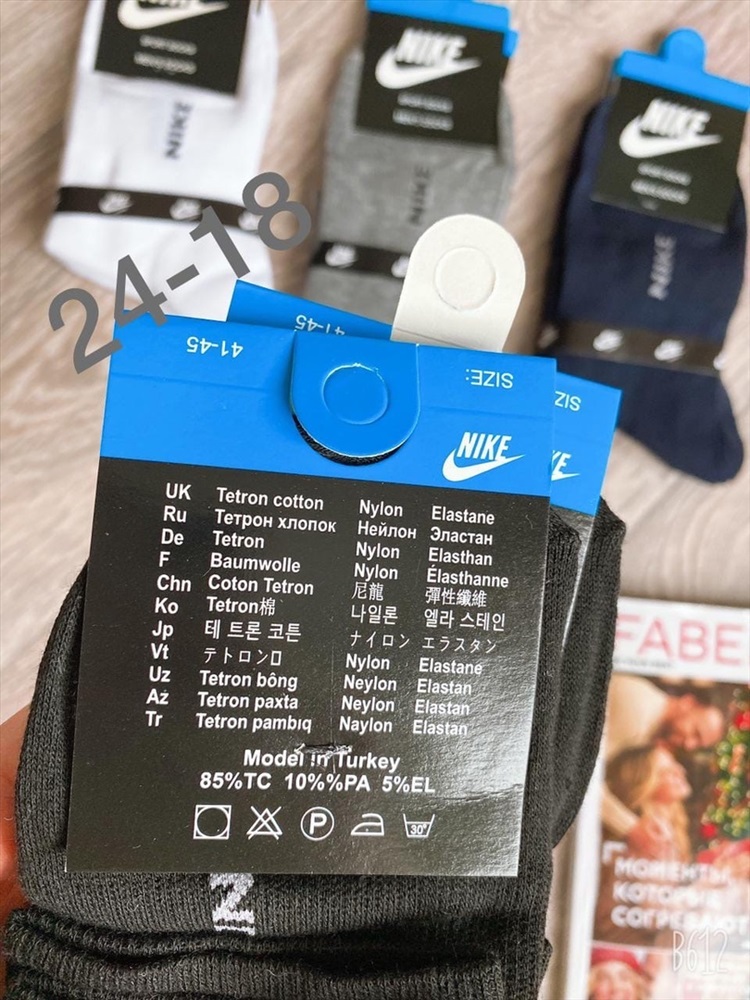 NIKE
NIKE
NIKE
NIKE
NIKE
NIKE
24-18
41-45
41-45
SIZE:
SIZ
NIKE
KE
UK Tetron cotton Nylon Elastane
Ru Тетрон хлопок Нейлон Эластан
De Tetron Nylon Elasthan
F Baumwolle Nylon Élasthanne
Chn Coton Tetron 尼龍 彈性纖維
Ko Tetron棉 나일론 엘라 스테인
Jp 테 트론 코튼 ナイロン エラスタン
Vt テトロン□ Nylon Elastane
Uz Tetron bông Neylon Elastan
Az Tetron paxta Neylon Elastan
Tr Tetron pambıq Naylon Elastan
Model in Turkey
85%TC 10%%PA 5%EL
P
30°
FABE
МОМЕНТЫ,
КОТОРЫЕ
СОГРЕВАЮТ
B612